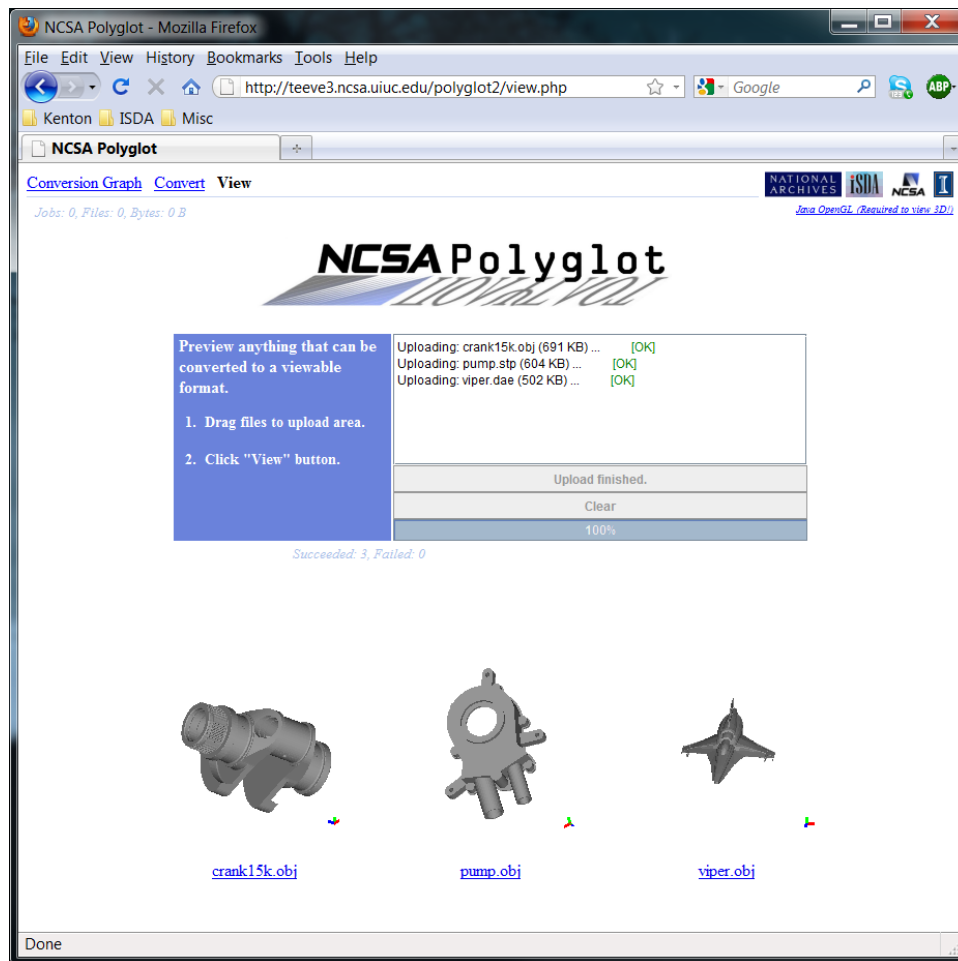 NCSA Polyglot - Mozilla Firefox
File Edit View History Bookmarks Tools Help
http://teeve3.ncsa.uiuc.edu/polyglot2/view.php Google ABP
Kenton ISDA Misc
NCSA Polyglot
Conversion Graph Convert View NATIONAL ARCHIVES ISDA NCSA I
Jobs: 0, Files: 0, Bytes: 0 B Java OpenGL (Required to view 3D!)
NCSA Polyglot
Preview anything that can be
converted to a viewable
format.
1. Drag files to upload area.
2. Click "View" button.
Uploading: crank15k.obj (691 KB) ... [OK]
Uploading: pump.stp (604 KB) ... [OK]
Uploading: viper.dae (502 KB) ... [OK]
Upload finished.
Clear
100%
Succeeded: 3, Failed: 0
crank15k.obj pump.obj viper.obj
Done